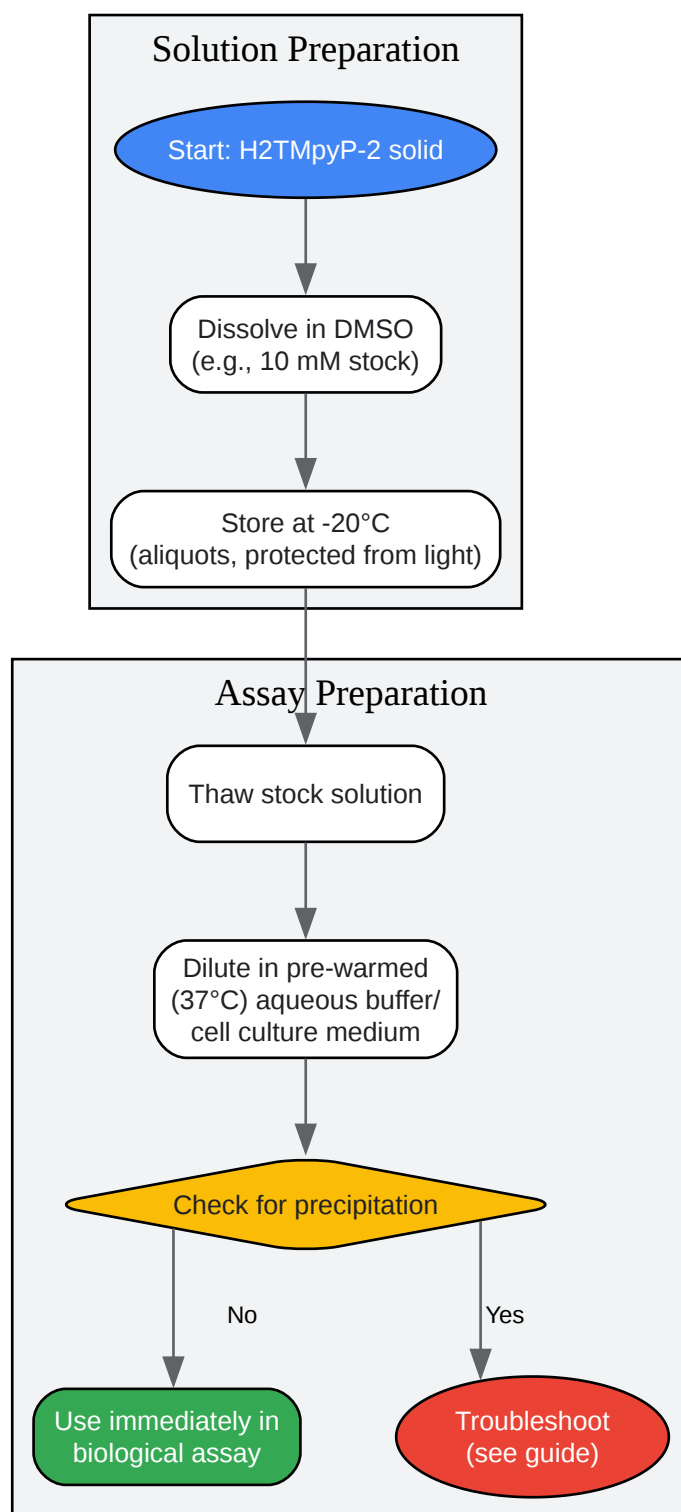 Solution Preparation
Start: H2TMpyP-2 solid
Dissolve in DMSO
(e.g., 10 mM stock)
Store at -20°C
(aliquots, protected from light)
Assay Preparation
Thaw stock solution
Dilute in pre-warmed
(37°C) aqueous buffer/
cell culture medium
Check for precipitation
No
Yes
Use immediately in
biological assay
Troubleshoot
(see guide)